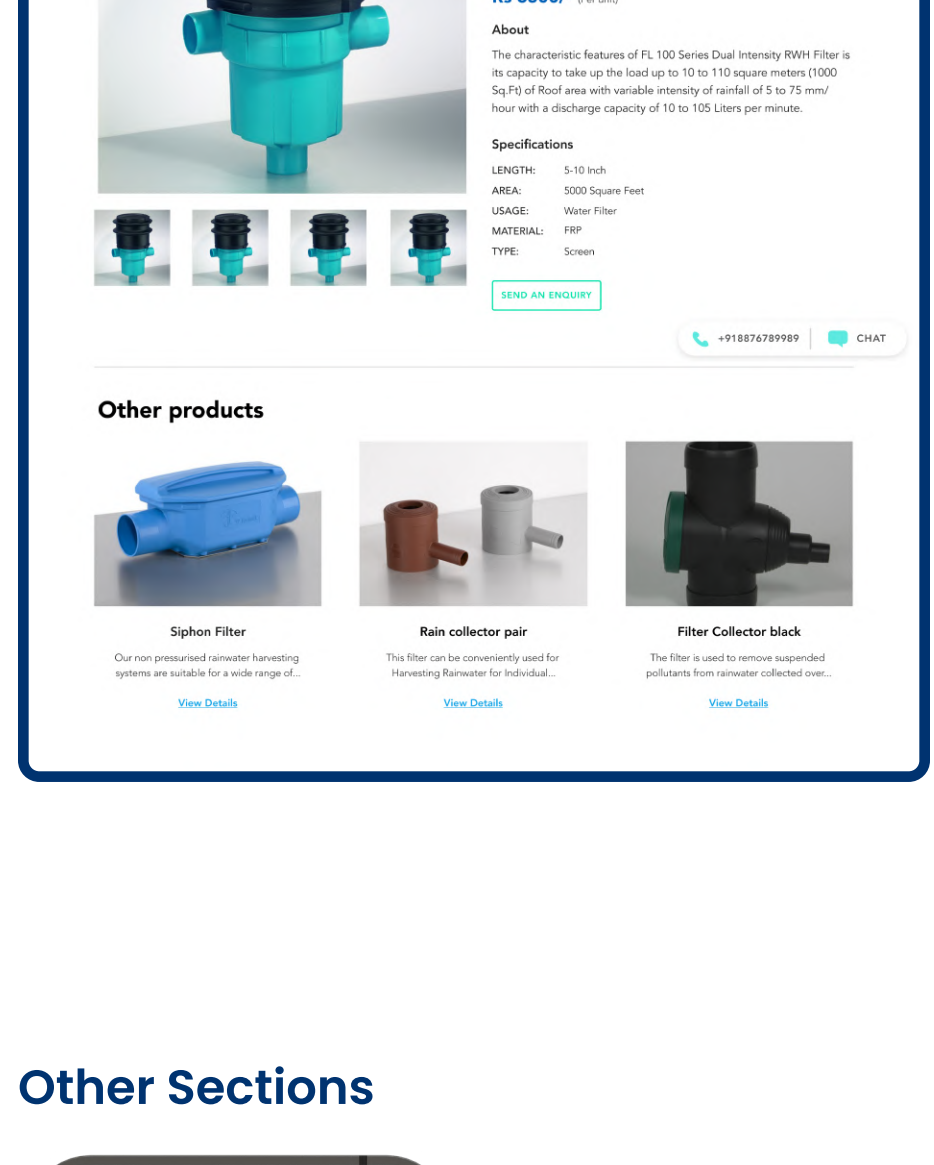 (Per unit)
About
The characteristic features of FL 100 Series Dual Intensity RWH Filter is
its capacity to take up the load up to 10 to 110 square meters (1000
Sq.Ft) of Roof area with variable intensity of rainfall of 5 to 75 mm/
hour with a discharge capacity of 10 to 105 Liters per minute.
Specifications
LENGTH: 5-10 Inch
AREA: 5000 Square Feet
USAGE: Water Filter
MATERIAL: FRP
TYPE: Screen
SEND AN ENQUIRY
+918876789989 CHAT
Other products
Siphon Filter
Our non pressurised rainwater harvesting
systems are suitable for a wide range of...
View Details
Rain collector pair
This filter can be conveniently used for
Harvesting Rainwater for Individual...
View Details
Filter Collector black
The filter is used to remove suspended
pollutants from rainwater collected over...
View Details
Other Sections